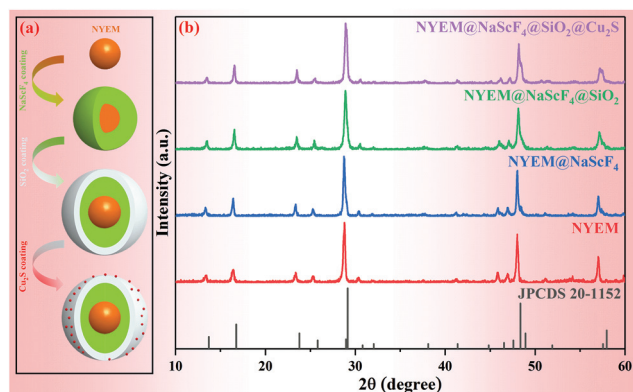 (a)
NYEM
NaScF₄ coating
SiO₂ coating
Cu₂S coating
(b)
NYEM@NaScF₄@SiO₂@Cu₂S
NYEM@NaScF₄@SiO₂
NYEM@NaScF₄
NYEM
JPCDS 20-1152
Intensity (a.u.)
10 20 30 40 50 60
2θ (degree)